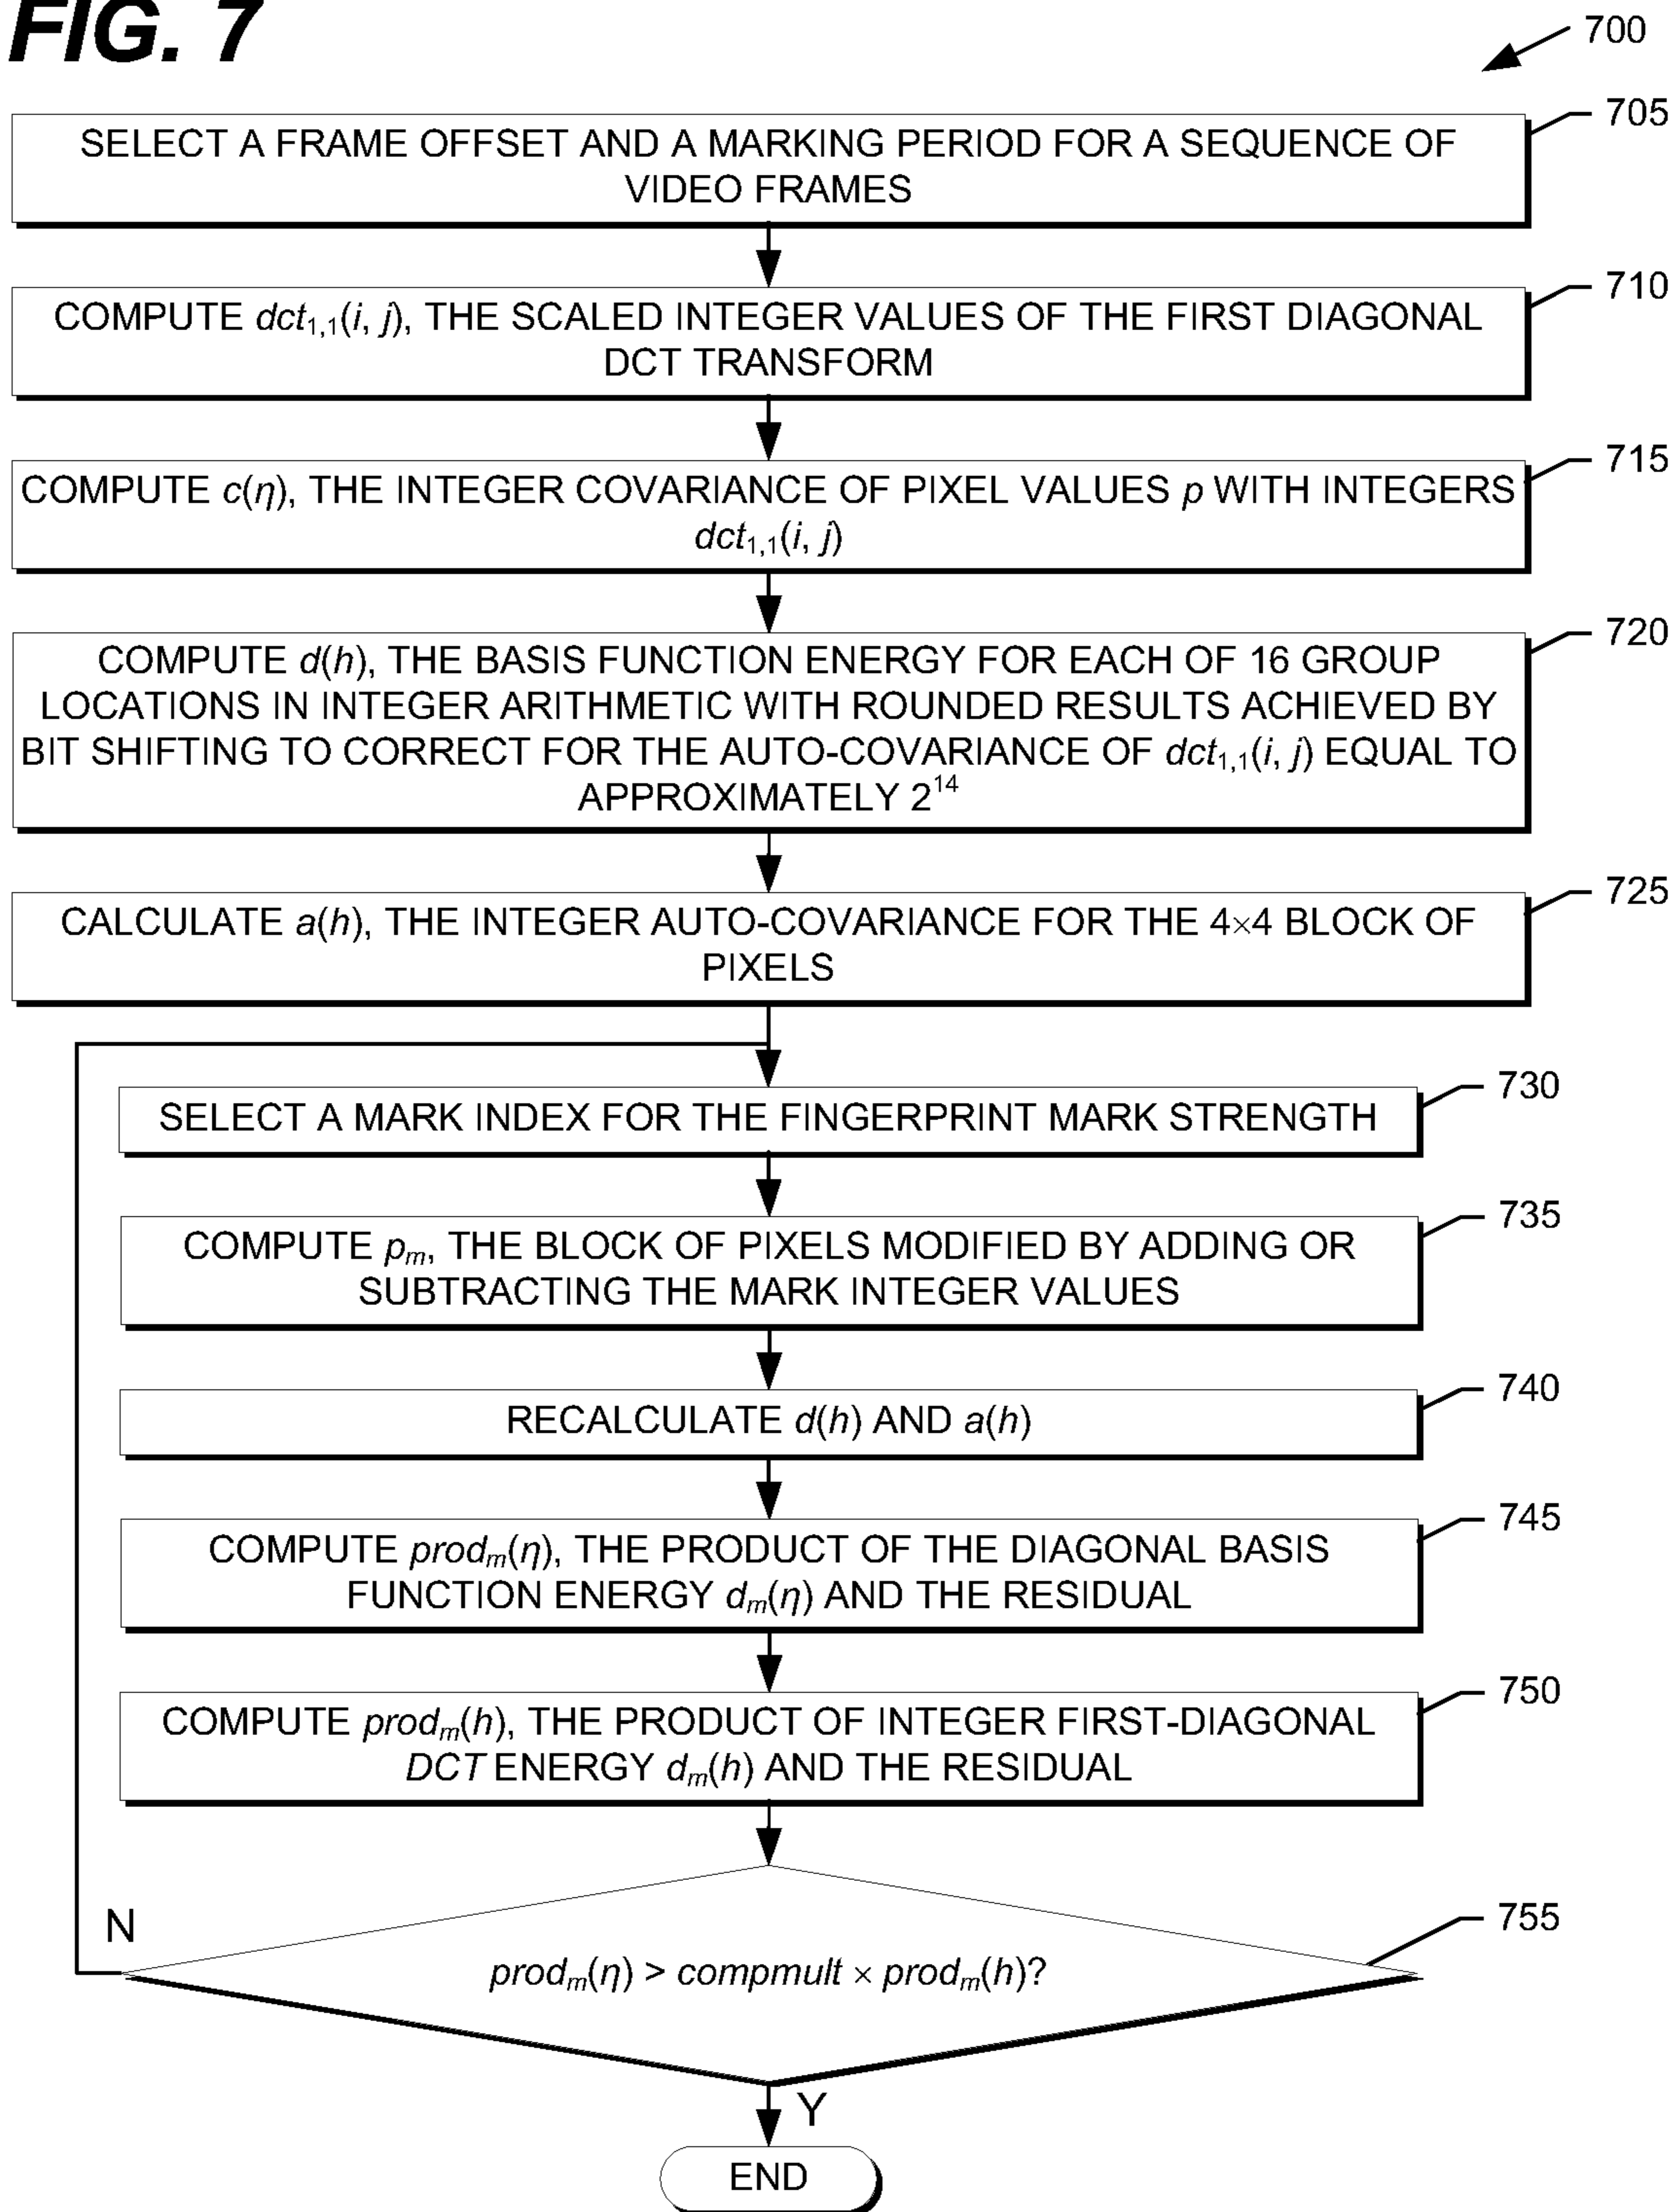 FIG. 7
700
705
SELECT A FRAME OFFSET AND A MARKING PERIOD FOR A SEQUENCE OF
VIDEO FRAMES
710
COMPUTE dct1,1(i, j), THE SCALED INTEGER VALUES OF THE FIRST DIAGONAL
DCT TRANSFORM
715
COMPUTE c(η), THE INTEGER COVARIANCE OF PIXEL VALUES p WITH INTEGERS
dct1,1(i, j)
720
COMPUTE d(h), THE BASIS FUNCTION ENERGY FOR EACH OF 16 GROUP
LOCATIONS IN INTEGER ARITHMETIC WITH ROUNDED RESULTS ACHIEVED BY
BIT SHIFTING TO CORRECT FOR THE AUTO-COVARIANCE OF dct1,1(i, j) EQUAL TO
APPROXIMATELY 2^14
725
CALCULATE a(h), THE INTEGER AUTO-COVARIANCE FOR THE 4×4 BLOCK OF
PIXELS
730
SELECT A MARK INDEX FOR THE FINGERPRINT MARK STRENGTH
735
COMPUTE pm, THE BLOCK OF PIXELS MODIFIED BY ADDING OR
SUBTRACTING THE MARK INTEGER VALUES
740
RECALCULATE d(h) AND a(h)
745
COMPUTE prodm(η), THE PRODUCT OF THE DIAGONAL BASIS
FUNCTION ENERGY dm(η) AND THE RESIDUAL
750
COMPUTE prodm(h), THE PRODUCT OF INTEGER FIRST-DIAGONAL
DCT ENERGY dm(h) AND THE RESIDUAL
N
755
prodm(η) > compmult × prodm(h)?
Y
END